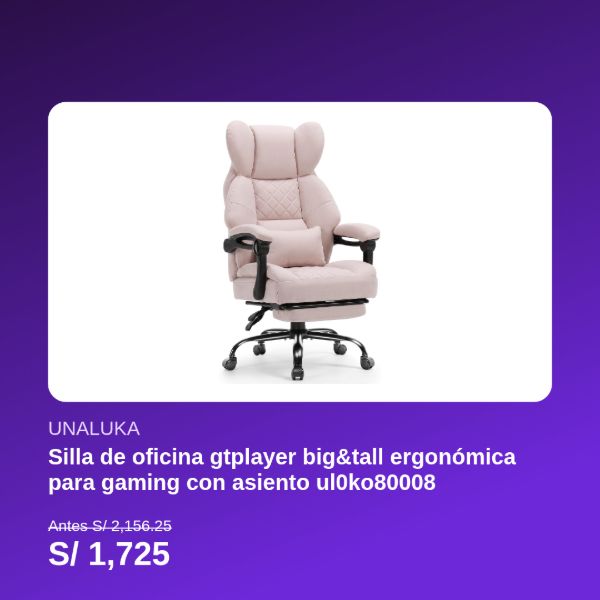 UNALUKA
Silla de oficina gtplayer big&tall ergonómica
para gaming con asiento ul0ko80008
Antes S/ 2,156.25
S/ 1,725